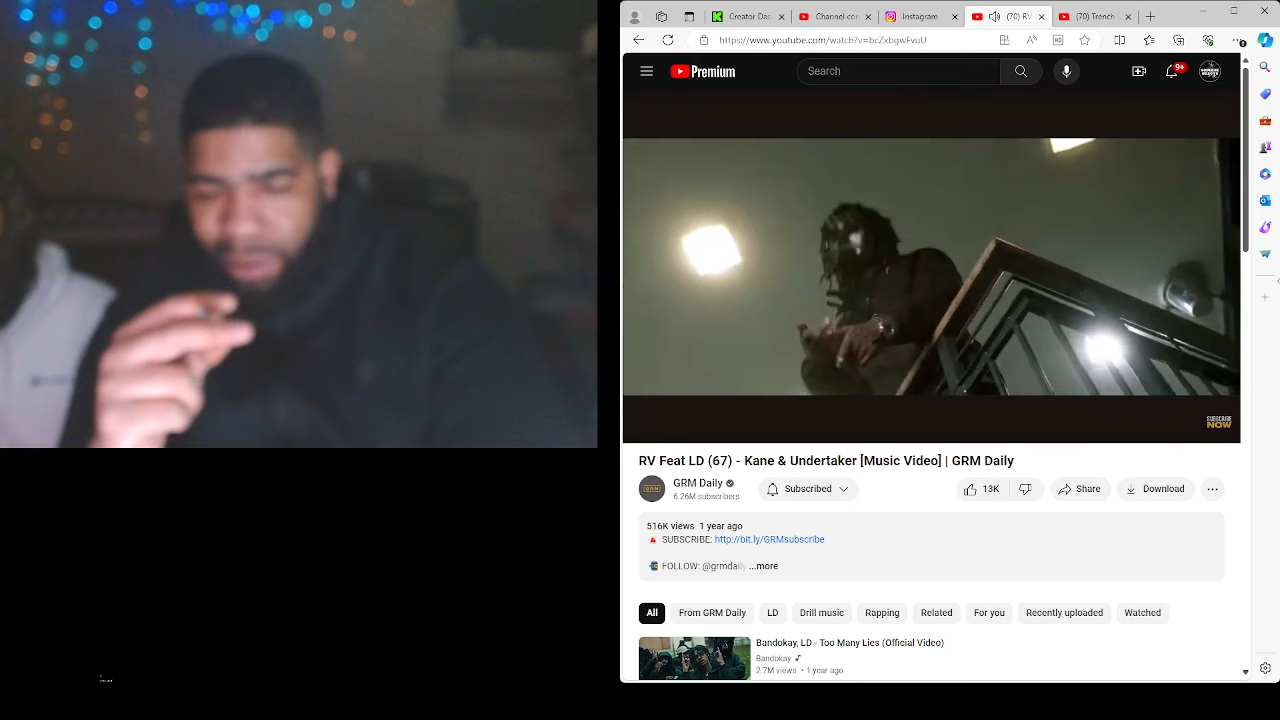 Creator Das
Channel cor
Instagram
(70) RV
(70) Trench
https://www.youtube.com/watch?v=bcZxbgwFvuU
Premium
Search
9+
SUBSCRIBE
NOW
RV Feat LD (67) - Kane & Undertaker [Music Video] | GRM Daily
GRM Daily
6.26M subscribers
Subscribed
13K
Share
Download
516K views 1 year ago
SUBSCRIBE: http://bit.ly/GRMsubscribe
FOLLOW: @grmdaily ...more
All
From GRM Daily
LD
Drill music
Rapping
Related
For you
Recently uploaded
Watched
Bandokay, LD - Too Many Lies (Official Video)
Bandokay
2.7M views • 1 year ago